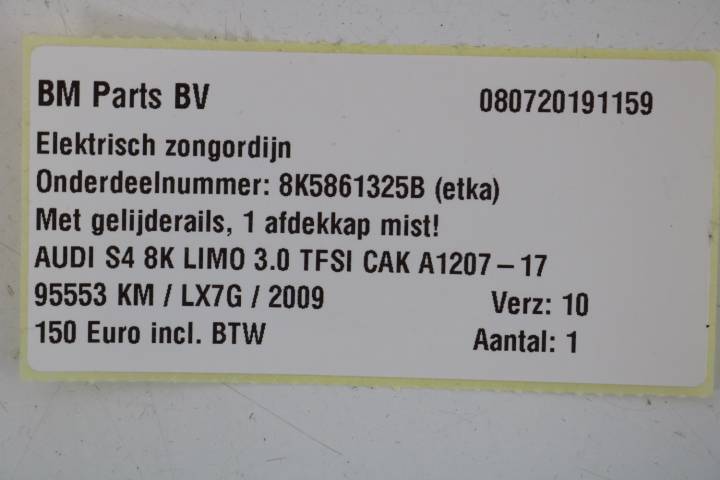 BM Parts BV 080720191159
Elektrisch zongordijn
Onderdeelnummer: 8K5861325B (etka)
Met gelijderails, 1 afdekkap mist!
AUDI S4 8K LIMO 3.0 TFSI CAK A1207 – 17
95553 KM / LX7G / 2009 Verz: 10
150 Euro incl. BTW Aantal: 1